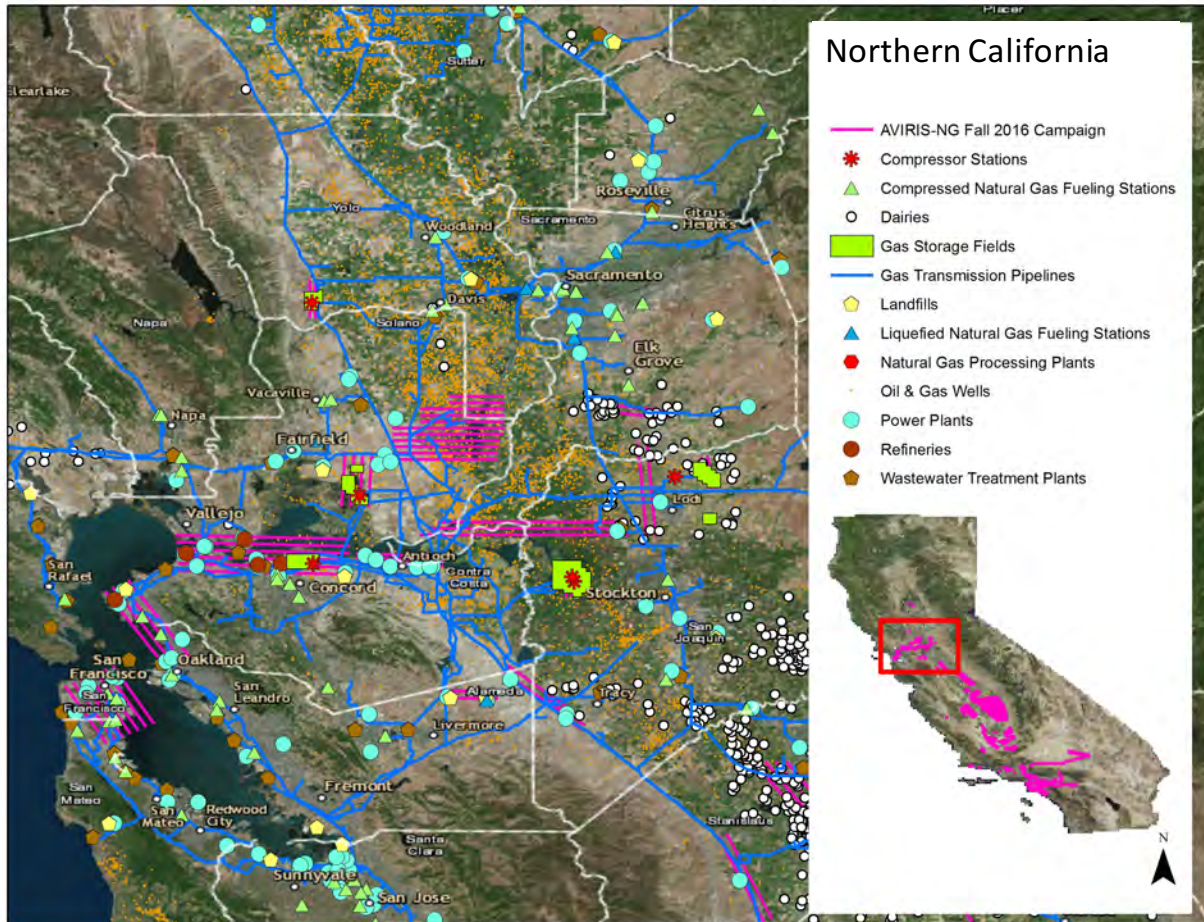 Placer
Northern California
AVIRIS-NG Fall 2016 Campaign
Compressor Stations
Compressed Natural Gas Fueling Stations
Dairies
Gas Storage Fields
Gas Transmission Pipelines
Landfills
Liquefied Natural Gas Fueling Stations
Natural Gas Processing Plants
Oil & Gas Wells
Power Plants
Refineries
Wastewater Treatment Plants
N
Sutter
Clearlake
Roseville
Yolo
Woodland
Sacramento
Citrus
Heights
Sacramento
Davis
Napa
Solano
Elk
Grove
Vacaville
Napa
Fairfield
Lodi
Vallejo
San
Rafael
Antioch
Contra
Costa
Concord
Stockton
San
Joaquin
San
Francisco
Oakland
San
Francisco
San
Leandro
Alameda
Tracy
Livermore
Fremont
San
Mateo
San
Mateo
Redwood
City
Santa
Clara
Stanislaus
Sunnyvale
San Jose